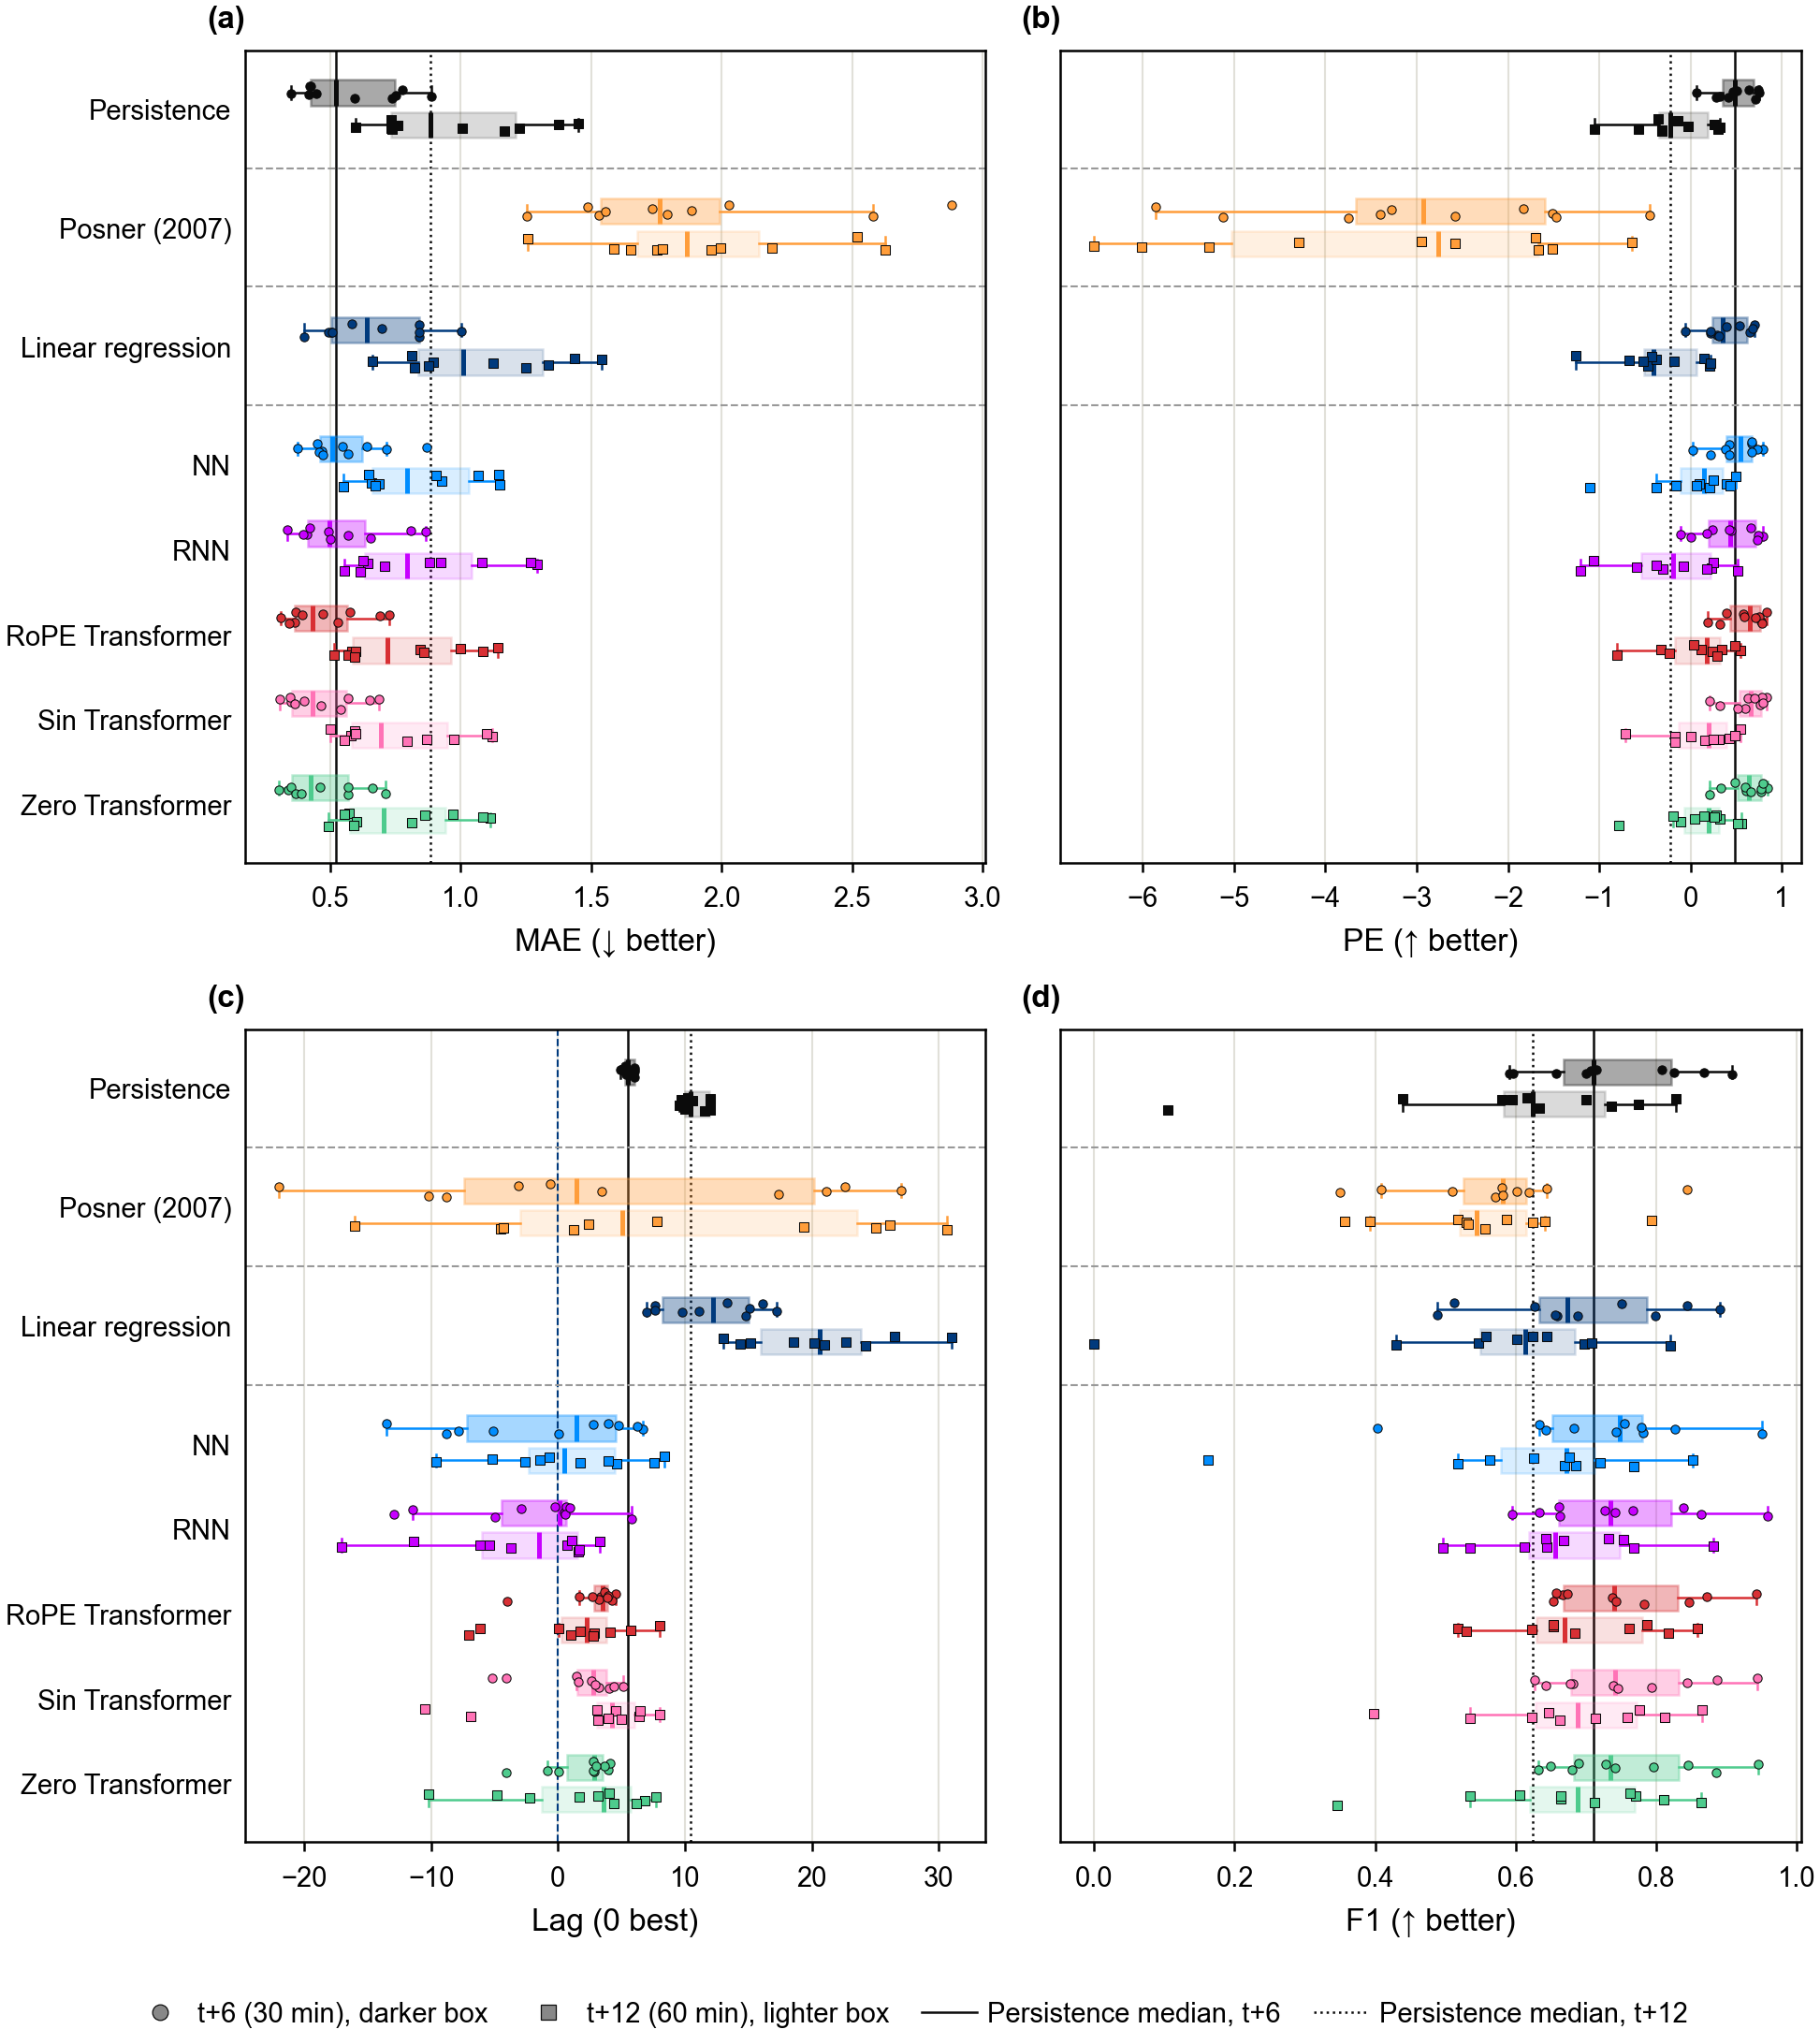 (a)
(b)
Persistence
Posner (2007)
Linear regression
NN
RNN
RoPE Transformer
Sin Transformer
Zero Transformer
0.5 1.0 1.5 2.0 2.5 3.0
−6 −5 −4 −3 −2 −1 0 1
MAE (↓ better)
PE (↑ better)
(c)
(d)
Persistence
Posner (2007)
Linear regression
NN
RNN
RoPE Transformer
Sin Transformer
Zero Transformer
−20 −10 0 10 20 30
0.0 0.2 0.4 0.6 0.8 1.0
Lag (0 best)
F1 (↑ better)
t+6 (30 min), darker box t+12 (60 min), lighter box Persistence median, t+6 Persistence median, t+12